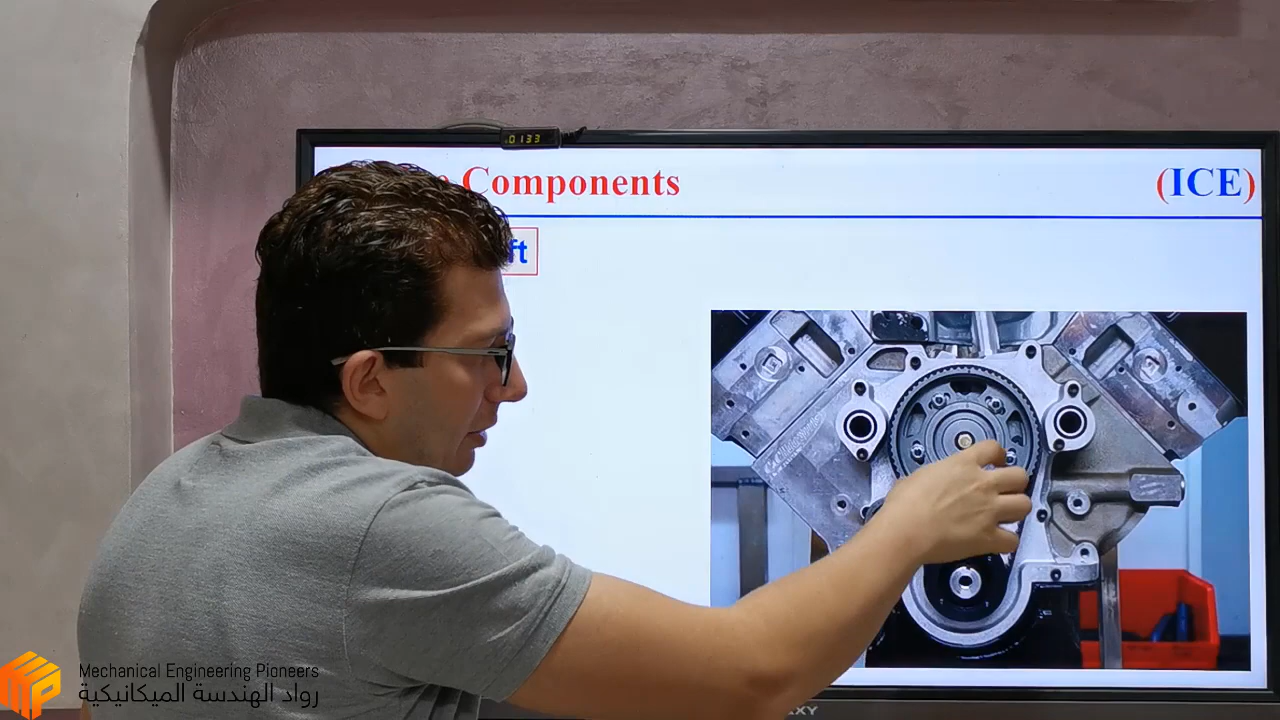 0133
Components
(ICE)
ft
Mechanical Engineering Pioneers
رواد الهندسة الميكانيكية